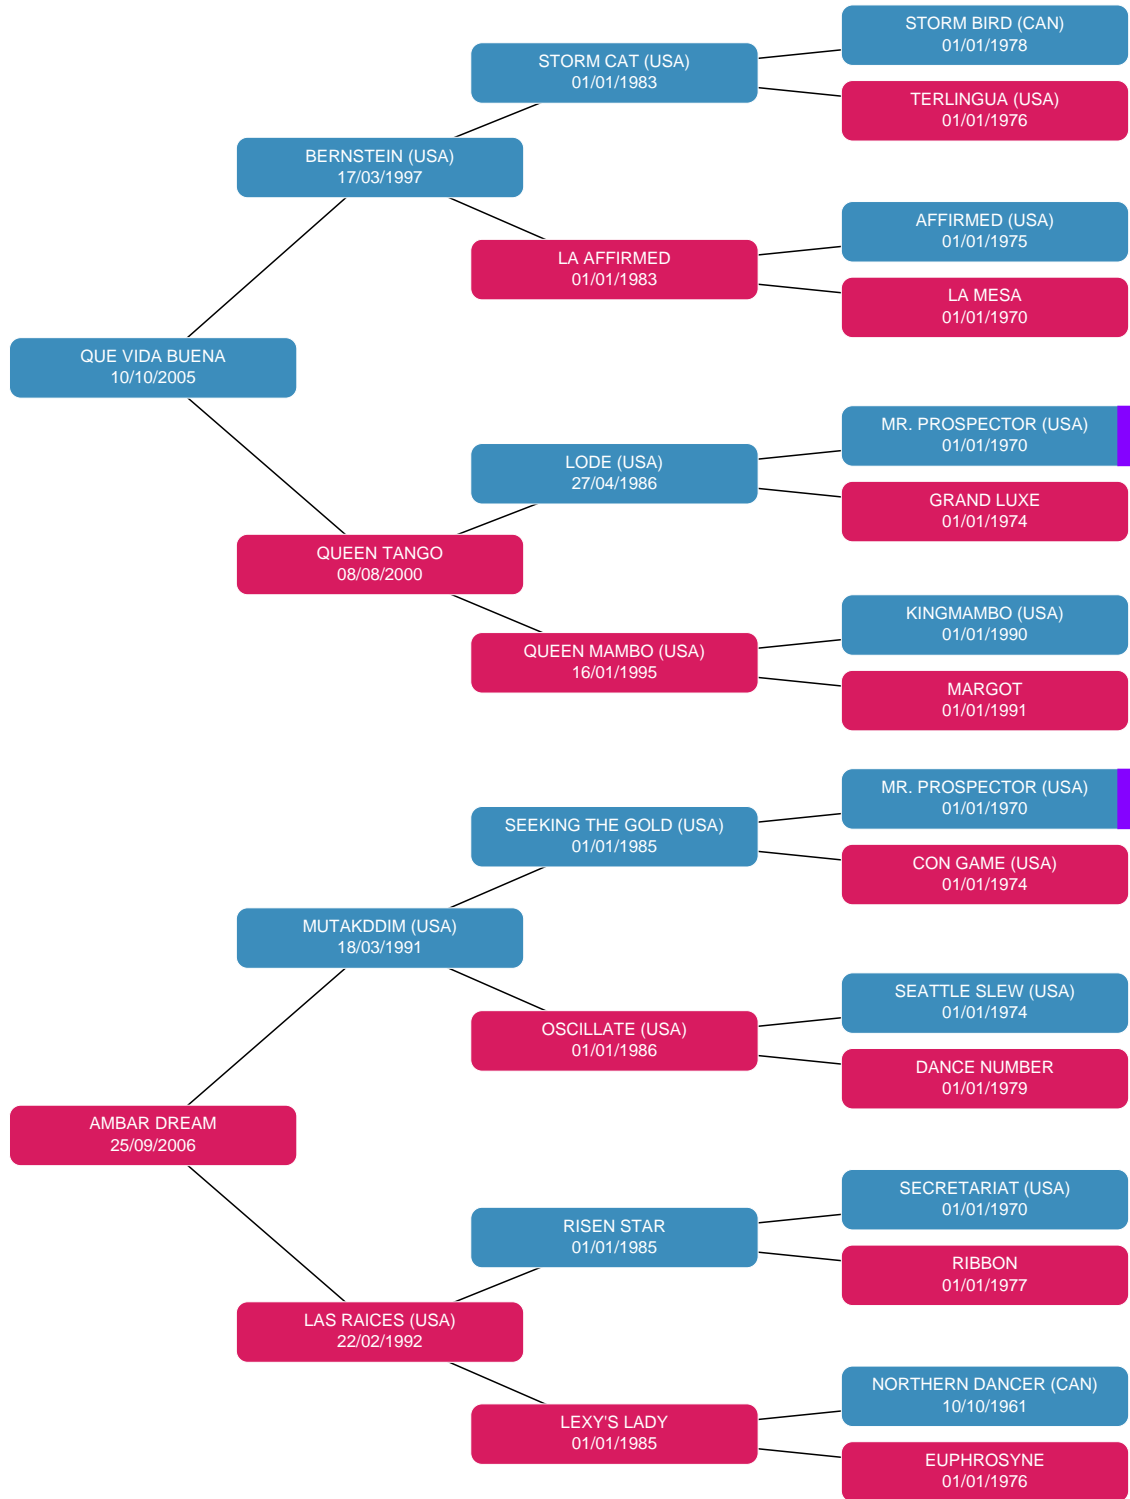 STORM BIRD (CAN)
01/01/1978
STORM CAT (USA)
01/01/1983
TERLINGUA (USA)
01/01/1976
BERNSTEIN (USA)
17/03/1997
AFFIRMED (USA)
01/01/1975
LA AFFIRMED
01/01/1983
LA MESA
01/01/1970
QUE VIDA BUENA
10/10/2005
MR. PROSPECTOR (USA)
01/01/1970
LODE (USA)
27/04/1986
GRAND LUXE
01/01/1974
QUEEN TANGO
08/08/2000
KINGMAMBO (USA)
01/01/1990
QUEEN MAMBO (USA)
16/01/1995
MARGOT
01/01/1991
MR. PROSPECTOR (USA)
01/01/1970
SEEKING THE GOLD (USA)
01/01/1985
CON GAME (USA)
01/01/1974
MUTAKDDIM (USA)
18/03/1991
SEATTLE SLEW (USA)
01/01/1974
OSCILLATE (USA)
01/01/1986
DANCE NUMBER
01/01/1979
AMBAR DREAM
25/09/2006
SECRETARIAT (USA)
01/01/1970
RISEN STAR
01/01/1985
RIBBON
01/01/1977
LAS RAICES (USA)
22/02/1992
NORTHERN DANCER (CAN)
10/10/1961
LEXY'S LADY
01/01/1985
EUPHROSYNE
01/01/1976